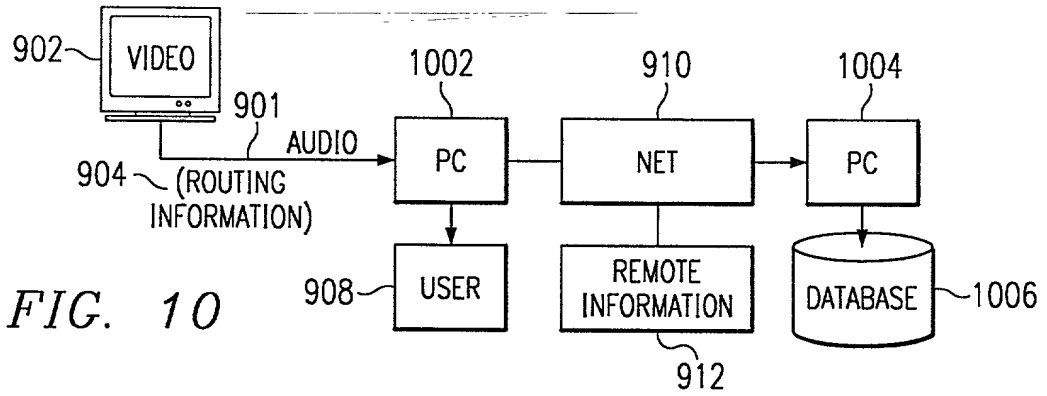 902
VIDEO
1002
910
1004
901
AUDIO
PC
NET
PC
904
(ROUTING
INFORMATION)
908
USER
REMOTE
INFORMATION
912
DATABASE
1006
FIG. 10